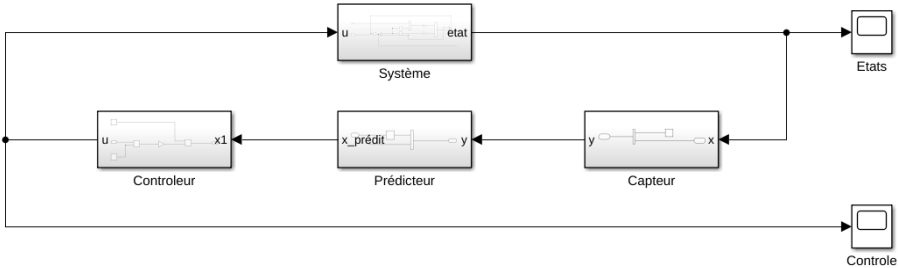 u
etat
Système
Etats
u
x1
x_prédit
y
y
x
Controleur
Prédicteur
Capteur
Controle